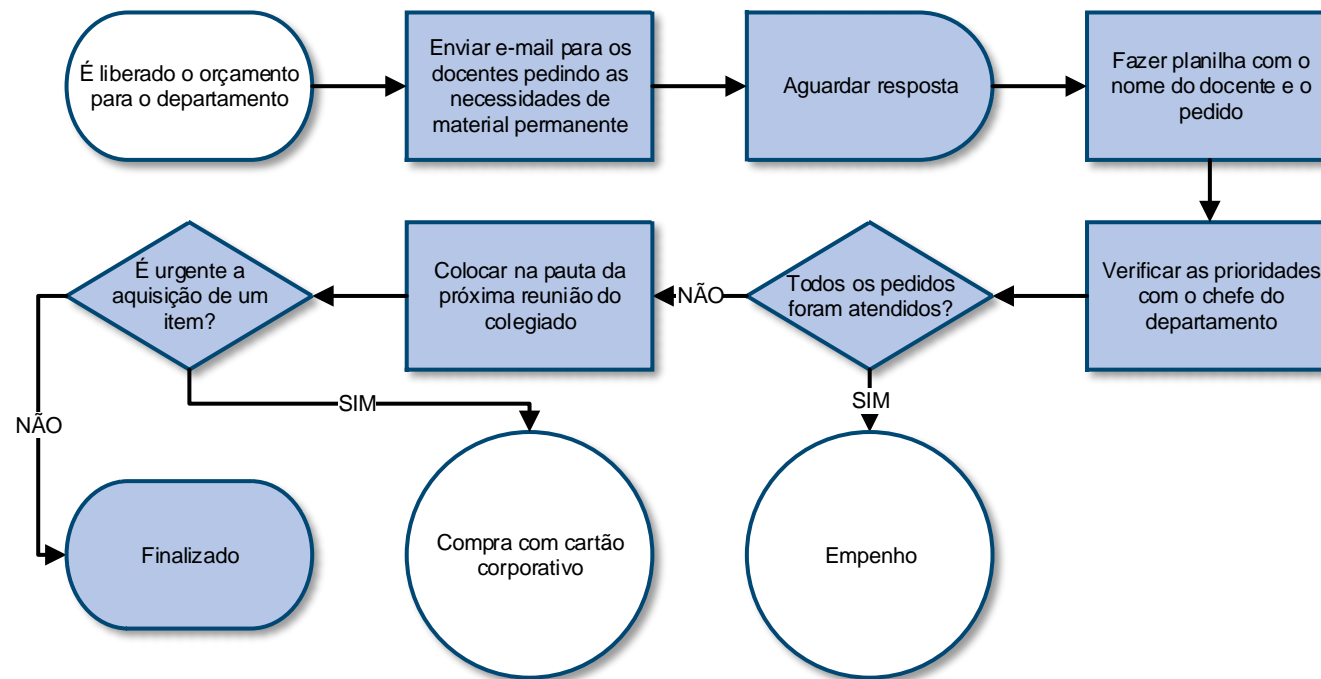 É liberado o orçamento
para o departamento
Enviar e-mail para os
docentes pedindo as
necessidades de
material permanente
Aguardar resposta
Fazer planilha com o
nome do docente e o
pedido
Verificar as prioridades
com o chefe do
departamento
Todos os pedidos
foram atendidos?
NÃO
Colocar na pauta da
próxima reunião do
colegiado
É urgente a
aquisição de um
item?
SIM
SIM
NÃO
Finalizado
Compra com cartão
corporativo
Empenho